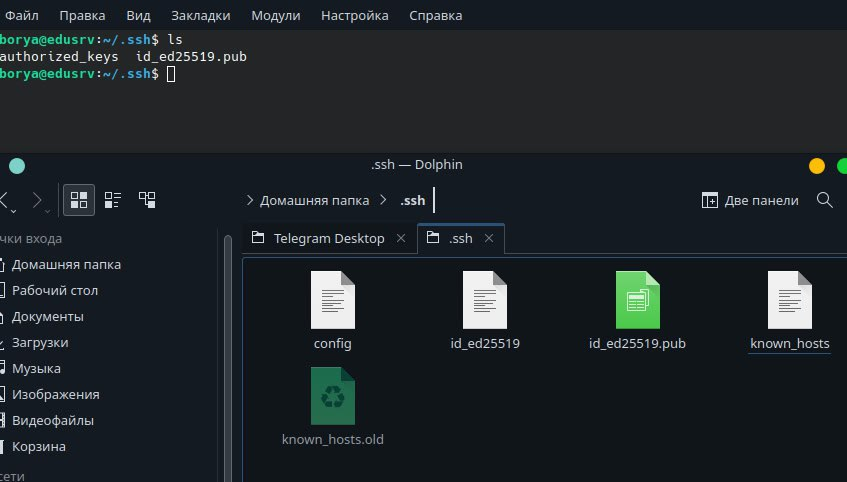 Файл Правка Вид Закладки Модули Настройка Справка
borya@edusrv:~/.ssh$ ls
authorized_keys id_ed25519.pub
borya@edusrv:~/.ssh$
.ssh — Dolphin
Домашняя папка .ssh Две панели
чки входа
Telegram Desktop .ssh
Домашняя папка
Рабочий стол
Документы
Загрузки
Музыка
Изображения
Видеофайлы
Корзина
сети
config id_ed25519 id_ed25519.pub known_hosts
known_hosts.old